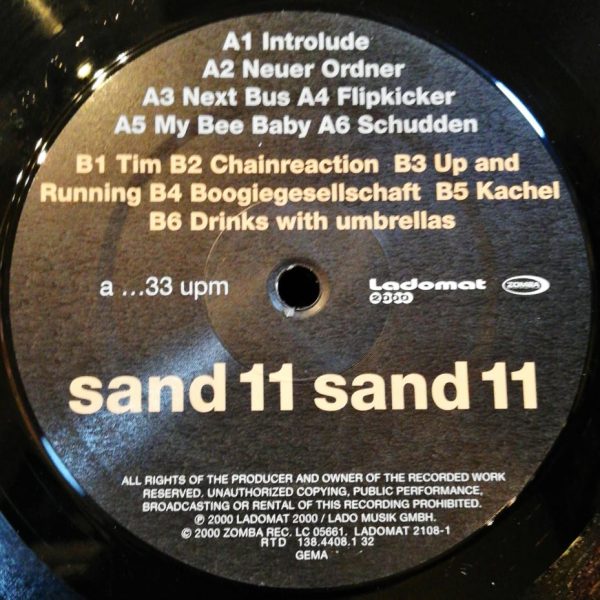 A1 Introlude
A2 Neuer Ordner
A3 Next Bus A4 Flipkicker
A5 My Bee Baby A6 Schudden
B1 Tim B2 Chainreaction B3 Up and
Running B4 Boogiegesellschaft B5 Kachel
B6 Drinks with umbrellas
a ...33 upm
Ladomat
2000
ZOMBA
sand 11 sand 11
ALL RIGHTS OF THE PRODUCER AND OWNER OF THE RECORDED WORK
RESERVED. UNAUTHORIZED COPYING, PUBLIC PERFORMANCE,
BROADCASTING OR RENTAL OF THIS RECORDING PROHIBITED.
℗ 2000 LADOMAT 2000 / LADO MUSIK GMBH.
© 2000 ZOMBA REC. LC 05661. LADOMAT 2108-1
RTD 138.4408.1 32
GEMA